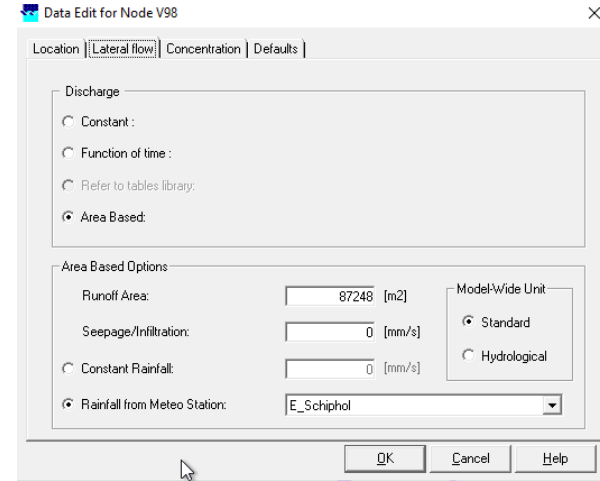 Data Edit for Node V98
Location Lateral flow Concentration Defaults
Discharge
Constant :
Function of time :
Refer to tables library:
Area Based:
Area Based Options
Runoff Area: 87248 [m2]
Model-Wide Unit
Standard
Seepage/Infiltration: 0 [mm/s]
Hydrological
Constant Rainfall: 0 [mm/s]
Rainfall from Meteo Station: E_Schiphol
OK Cancel Help